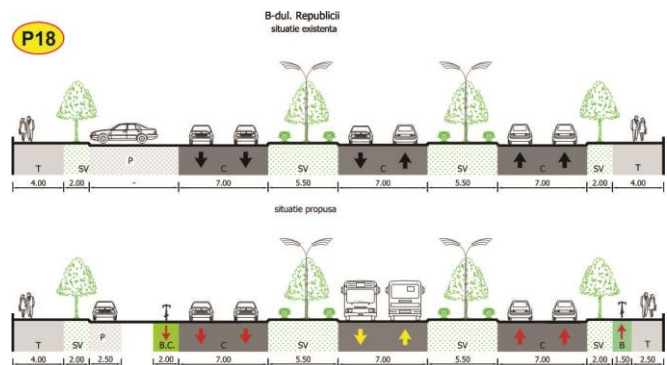 P18
B-dul. Republicii
situatie existenta
T SV P C SV C SV C SV T
4.00 2.00 - 7.00 5.50 7.00 5.50 7.00 2.00 4.00
situatie propusa
T SV P B.C. C SV SV C SV B T
4.00 2.00 2.50 2.00 7.00 5.50 7.00 5.50 7.00 2.00 1.50 2.50